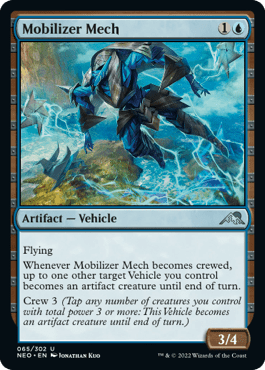 Mobilizer Mech 1
Artifact — Vehicle
Flying
Whenever Mobilizer Mech becomes crewed,
up to one other target Vehicle you control
becomes an artifact creature until end of turn.
Crew 3 (Tap any number of creatures you control
with total power 3 or more: This Vehicle becomes
an artifact creature until end of turn.)
3/4
065/302 U
NEO • EN Jonathan Kuo
™ & © 2022 Wizards of the Coast